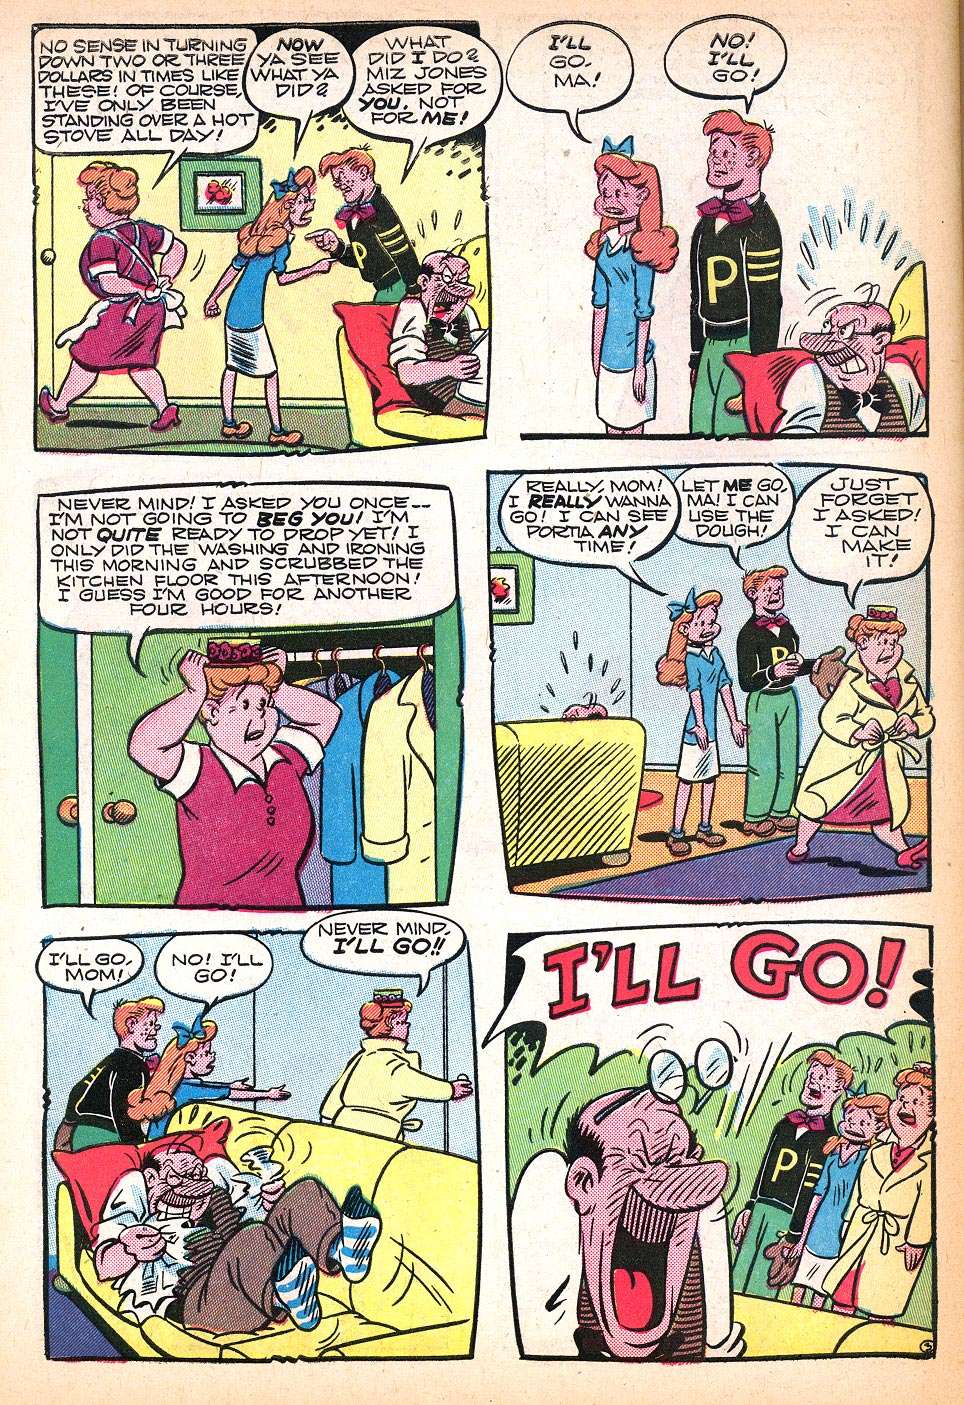 NO SENSE IN TURNING
DOWN TWO OR THREE
DOLLARS IN TIMES LIKE
THESE! OF COURSE,
I'VE ONLY BEEN
STANDING OVER A HOT
STOVE ALL DAY!
NOW
YA SEE
WHAT YA
DID?
WHAT
DID I DO?
MIZ JONES
ASKED FOR
YOU, NOT
FOR ME!
P
I'LL
GO,
MA!
NO!
I'LL
GO!
P
NEVER MIND! I ASKED YOU ONCE--
I'M NOT GOING TO BEG YOU! I'M
NOT QUITE READY TO DROP YET! I
ONLY DID THE WASHING AND IRONING
THIS MORNING AND SCRUBBED THE
KITCHEN FLOOR THIS AFTERNOON!
I GUESS I'M GOOD FOR ANOTHER
FOUR HOURS!
REALLY, MOM!
I REALLY WANNA
GO! I CAN SEE
PORTIA ANY
TIME!
LET ME GO,
MA! I CAN
USE THE
DOUGH!
JUST
FORGET
I ASKED!
I CAN
MAKE
IT!
P
I'LL GO,
MOM!
NO! I'LL
GO!
NEVER MIND,
I'LL GO!!
I'LL GO!
P